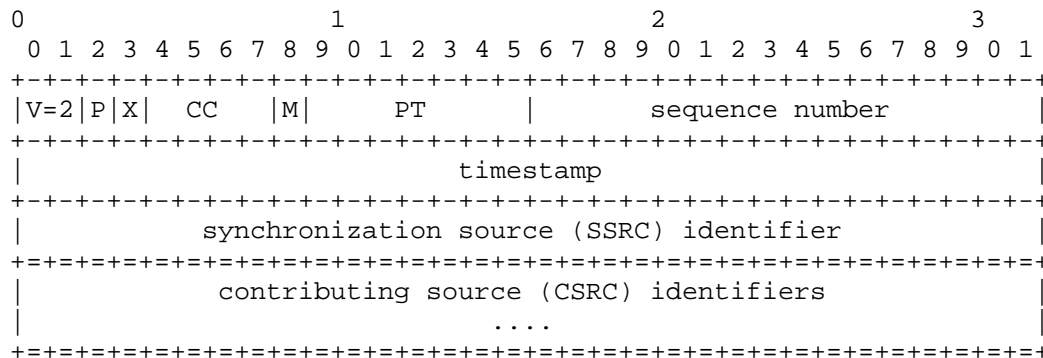 0                   1                   2                   3
 0 1 2 3 4 5 6 7 8 9 0 1 2 3 4 5 6 7 8 9 0 1 2 3 4 5 6 7 8 9 0 1
+-+-+-+-+-+-+-+-+-+-+-+-+-+-+-+-+-+-+-+-+-+-+-+-+-+-+-+-+-+-+-+-+
|V=2|P|X|  CC   |M|     PT      |       sequence number         |
+-+-+-+-+-+-+-+-+-+-+-+-+-+-+-+-+-+-+-+-+-+-+-+-+-+-+-+-+-+-+-+-+
|                           timestamp                           |
+-+-+-+-+-+-+-+-+-+-+-+-+-+-+-+-+-+-+-+-+-+-+-+-+-+-+-+-+-+-+-+-+
|           synchronization source (SSRC) identifier            |
+=+=+=+=+=+=+=+=+=+=+=+=+=+=+=+=+=+=+=+=+=+=+=+=+=+=+=+=+=+=+=+=+
|            contributing source (CSRC) identifiers             |
|                             ....                              |
+=+=+=+=+=+=+=+=+=+=+=+=+=+=+=+=+=+=+=+=+=+=+=+=+=+=+=+=+=+=+=+=+